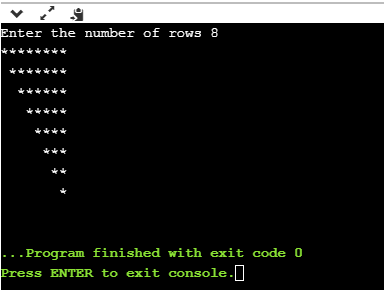 Enter the number of rows 8
********
 *******
  ******
   *****
    ****
     ***
      **
       *
...Program finished with exit code 0
Press ENTER to exit console.